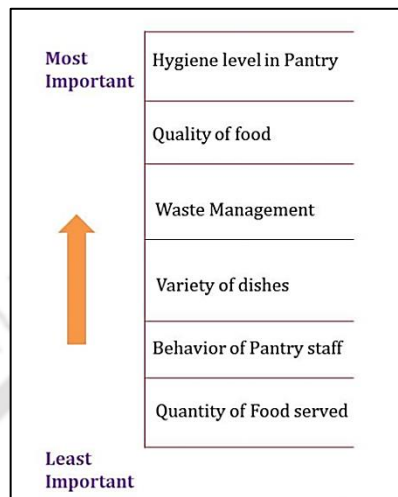 Most
Important
Hygiene level in Pantry
Quality of food
Waste Management
Variety of dishes
Behavior of Pantry staff
Quantity of Food served
Least
Important